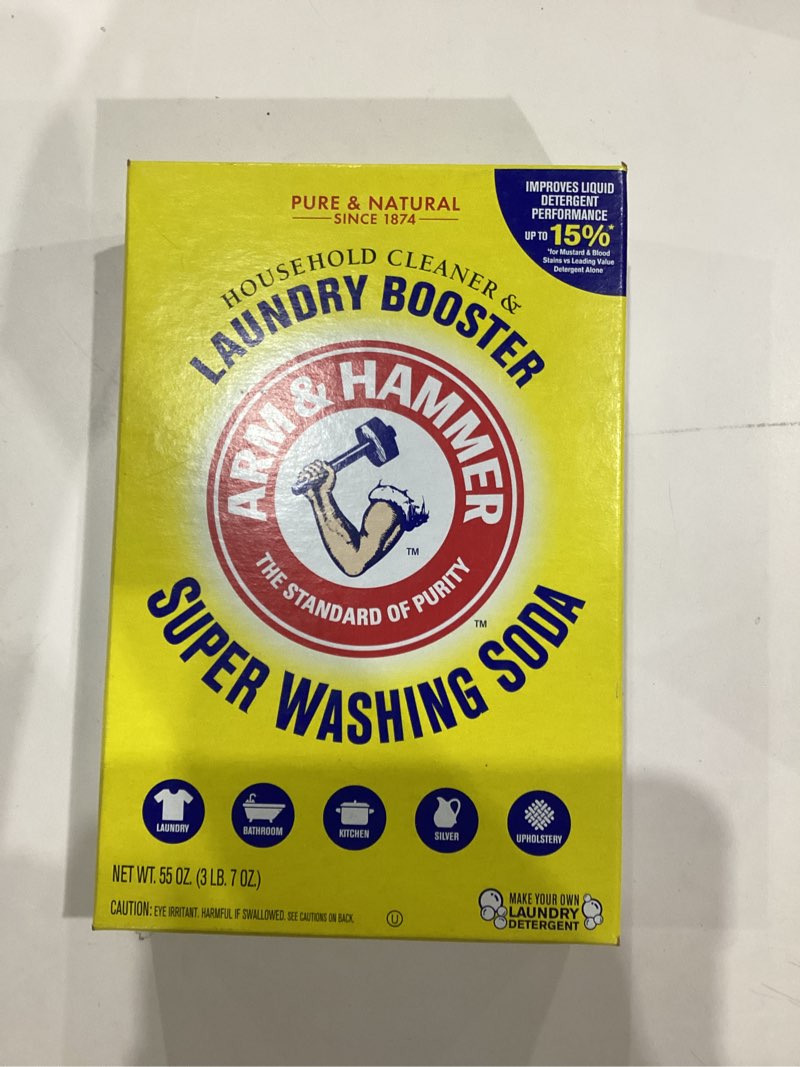 PURE & NATURAL
SINCE 1874
IMPROVES LIQUID
DETERGENT
PERFORMANCE
UP TO 15%*
*for Mustard & Blood
Stains vs Leading Value
Detergent Alone
HOUSEHOLD CLEANER &
LAUNDRY BOOSTER
ARM & HAMMER
TM
THE STANDARD OF PURITY
TM
SUPER WASHING SODA
LAUNDRY
BATHROOM
KITCHEN
SILVER
UPHOLSTERY
NET WT. 55 OZ. (3 LB. 7 OZ.)
CAUTION: EYE IRRITANT. HARMFUL IF SWALLOWED. SEE CAUTIONS ON BACK.
U
MAKE YOUR OWN
LAUNDRY
DETERGENT